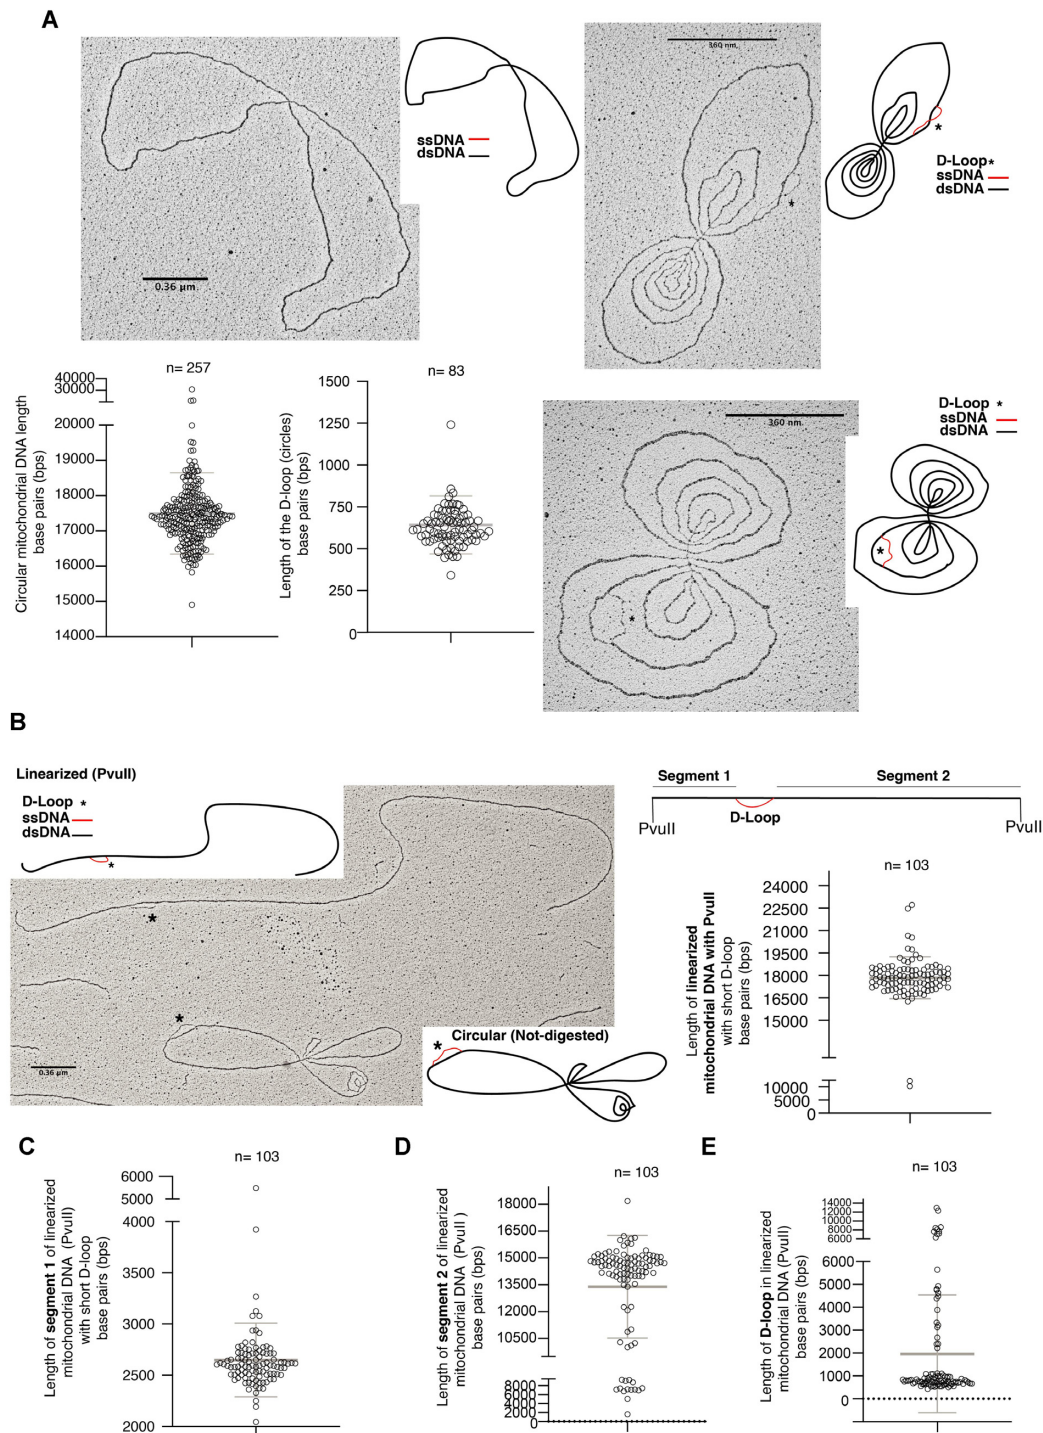 A
360 nm.
ssDNA
dsDNA
0.36 µm
*
*
D-Loop*
ssDNA
dsDNA
n= 257
Circular mitochondrial DNA length
base pairs (bps)
40000
30000
20000
19000
18000
17000
16000
15000
14000
n= 83
Length of the D-loop (circles)
base pairs (bps)
1500
1250
1000
750
500
250
0
360 nm.
*
D-Loop *
ssDNA
dsDNA
*
B
Linearized (PvuII)
D-Loop *
ssDNA
dsDNA
*
*
*
0.36 µm
Circular (Not-digested)
*
Segment 1
Segment 2
D-Loop
PvuII
PvuII
n= 103
Length of linearized
mitochondrial DNA with PvuII
with short D-loop
base pairs (bps)
24000
22500
21000
19500
18000
16500
15000
10000
5000
0
C
n= 103
Length of segment 1 of linearized
mitochondrial DNA (PvuII)
with short D-loop
base pairs (bps)
6000
5000
4000
3500
3000
2500
2000
D
n= 103
Length of segment 2 of linearized
mitochondrial DNA (PvuII )
base pairs (bps)
18000
16500
15000
13500
12000
10500
8000
6000
4000
2000
0
E
n= 103
Length of D-loop in linearized
mitochondrial DNA (PvuII)
base pairs (bps)
14000
12000
10000
8000
6000
6000
5000
4000
3000
2000
1000
0